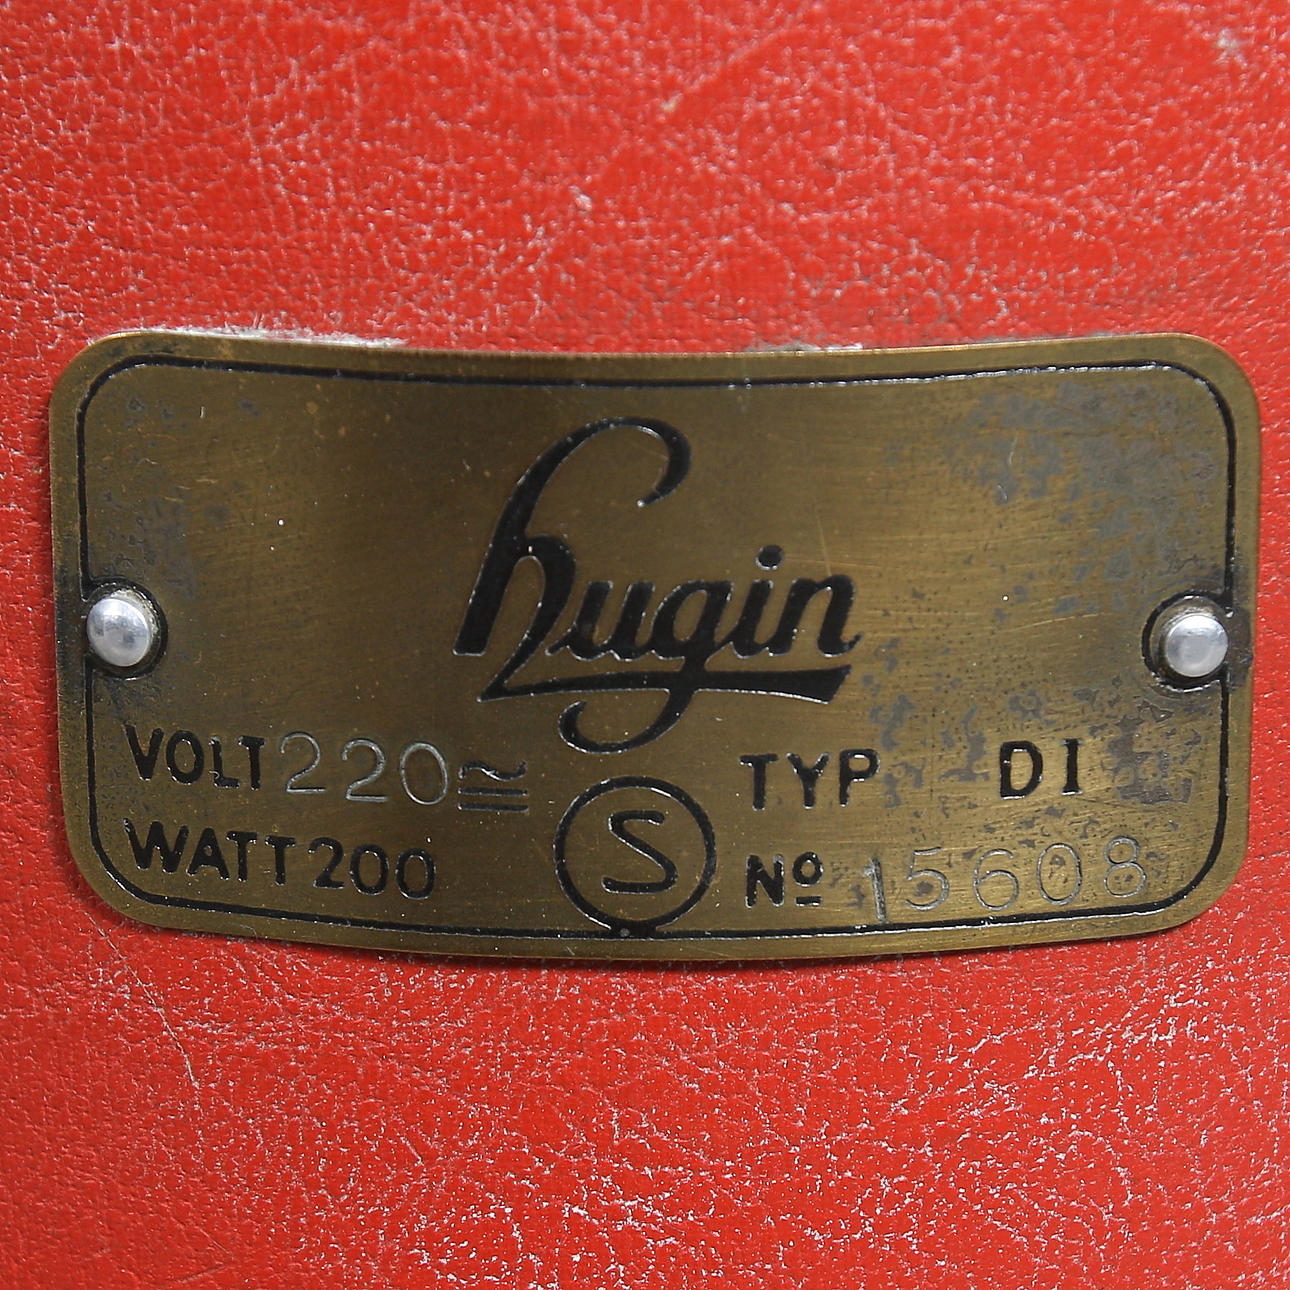 hugin
VOLT 220 ≅ TYP DI
S
WATT 200 Nº 15608